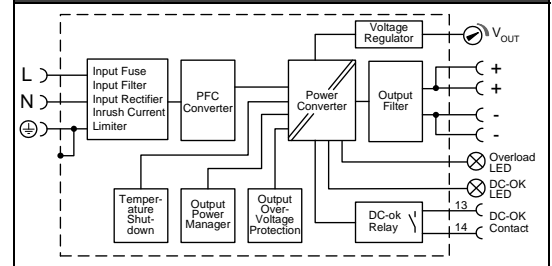 Voltage
Regulator
VOUT
L
N
Input Fuse
Input Filter
Input Rectifier
Inrush Current
Limiter
PFC
Converter
Power
Converter
Output
Filter
+
+
-
-
Overload
LED
DC-OK
LED
Temper-
ature
Shut-
down
Output
Power
Manager
Output
Over-
Voltage
Protection
DC-ok
Relay
13
14
DC-OK
Contact